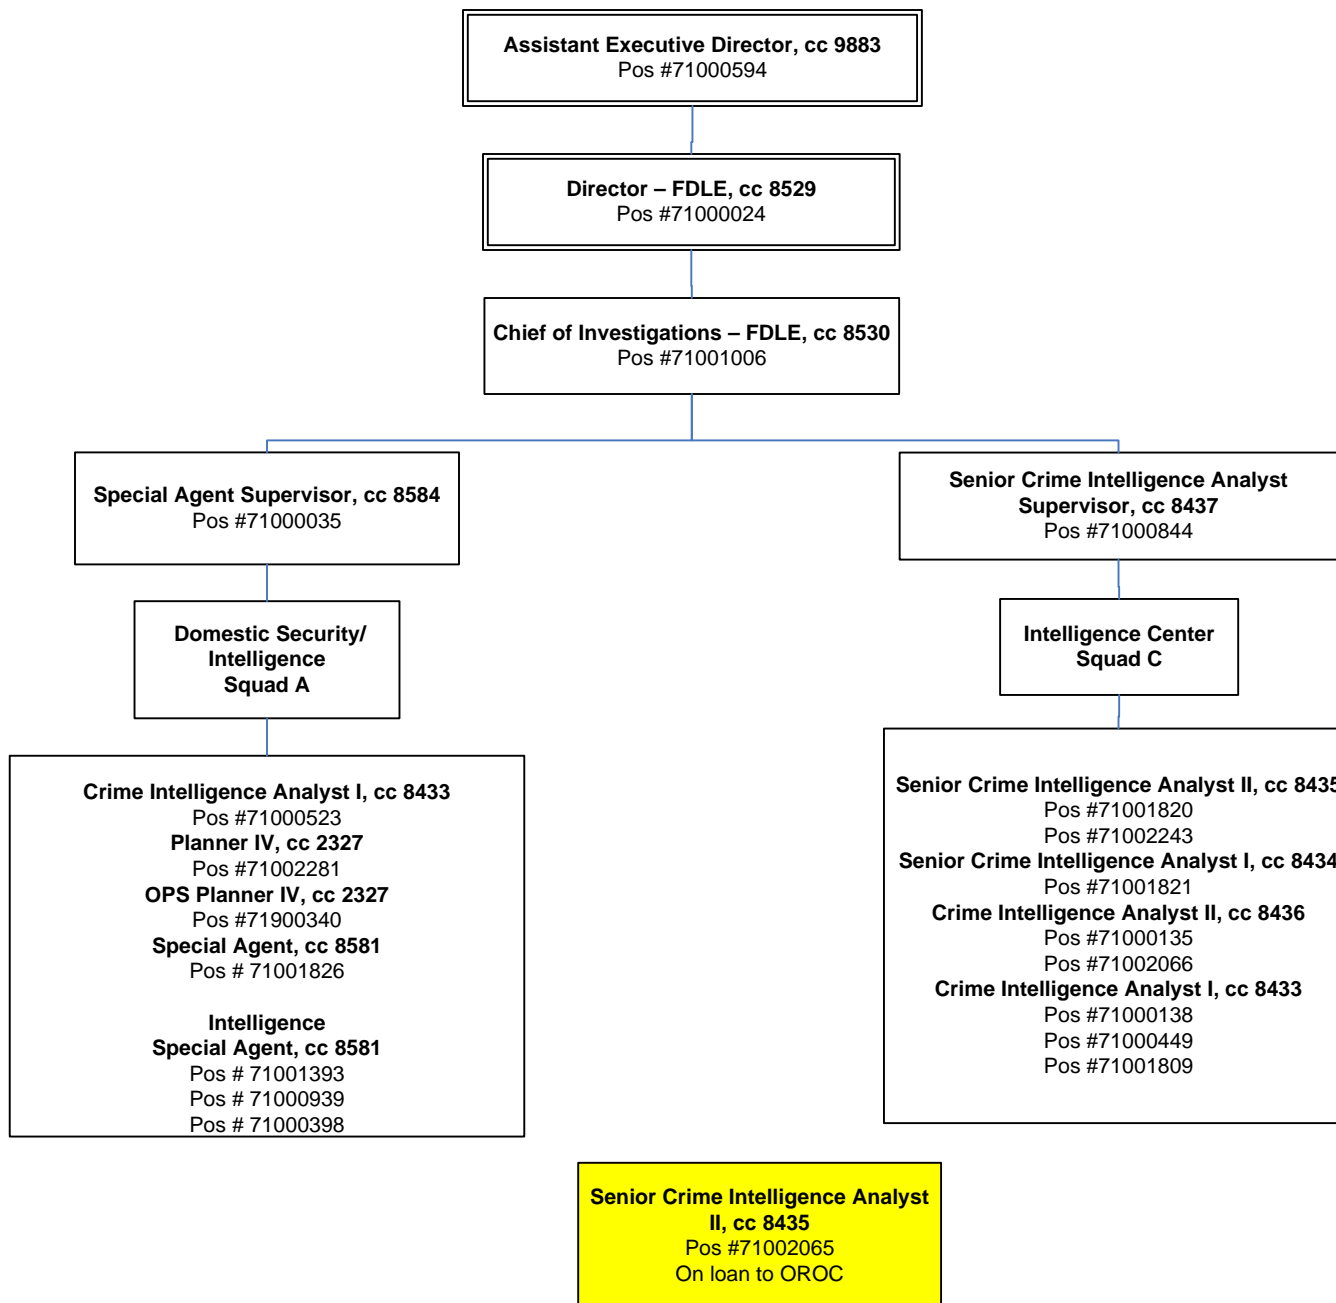 Assistant Executive Director, cc 9883
Pos #71000594
Director – FDLE, cc 8529
Pos #71000024
Chief of Investigations – FDLE, cc 8530
Pos #71001006
Special Agent Supervisor, cc 8584
Pos #71000035
Senior Crime Intelligence Analyst
Supervisor, cc 8437
Pos #71000844
Domestic Security/
Intelligence
Squad A
Intelligence Center
Squad C
Crime Intelligence Analyst I, cc 8433
Pos #71000523
Planner IV, cc 2327
Pos #71002281
OPS Planner IV, cc 2327
Pos #71900340
Special Agent, cc 8581
Pos # 71001826
Intelligence
Special Agent, cc 8581
Pos # 71001393
Pos # 71000939
Pos # 71000398
Senior Crime Intelligence Analyst II, cc 8435
Pos #71001820
Pos #71002243
Senior Crime Intelligence Analyst I, cc 8434
Pos #71001821
Crime Intelligence Analyst II, cc 8436
Pos #71000135
Pos #71002066
Crime Intelligence Analyst I, cc 8433
Pos #71000138
Pos #71000449
Pos #71001809
Senior Crime Intelligence Analyst
II, cc 8435
Pos #71002065
On loan to OROC